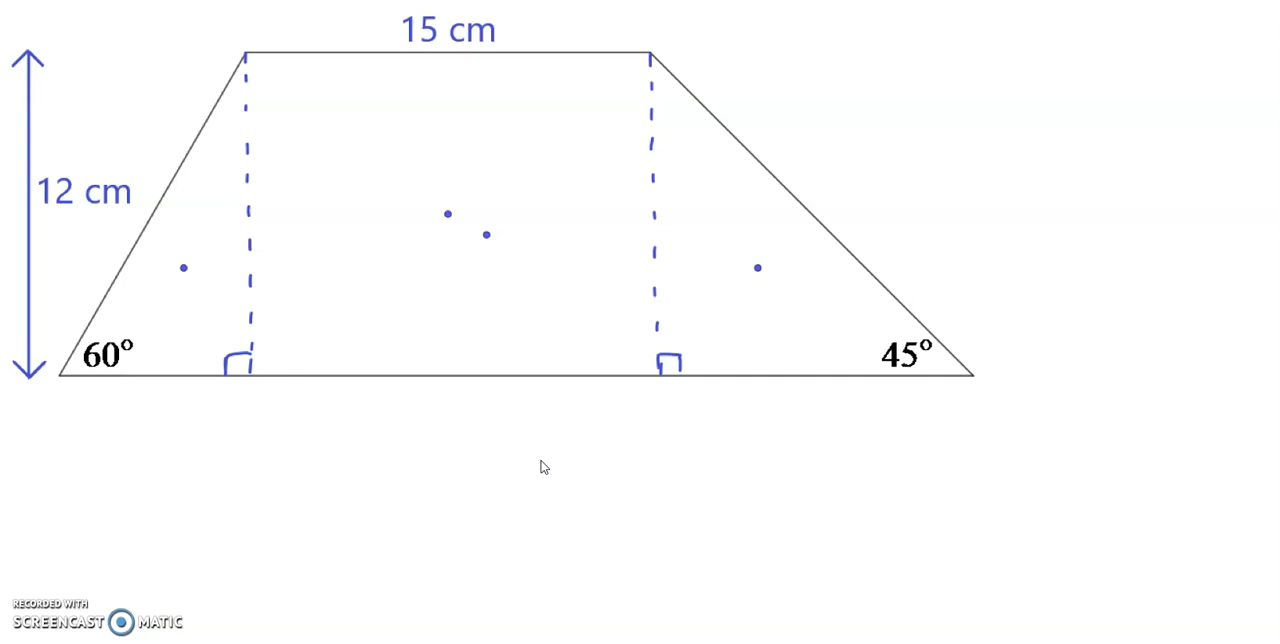 15 cm
12 cm
60°
45°
RECORDED WITH
SCREENCAST MATIC